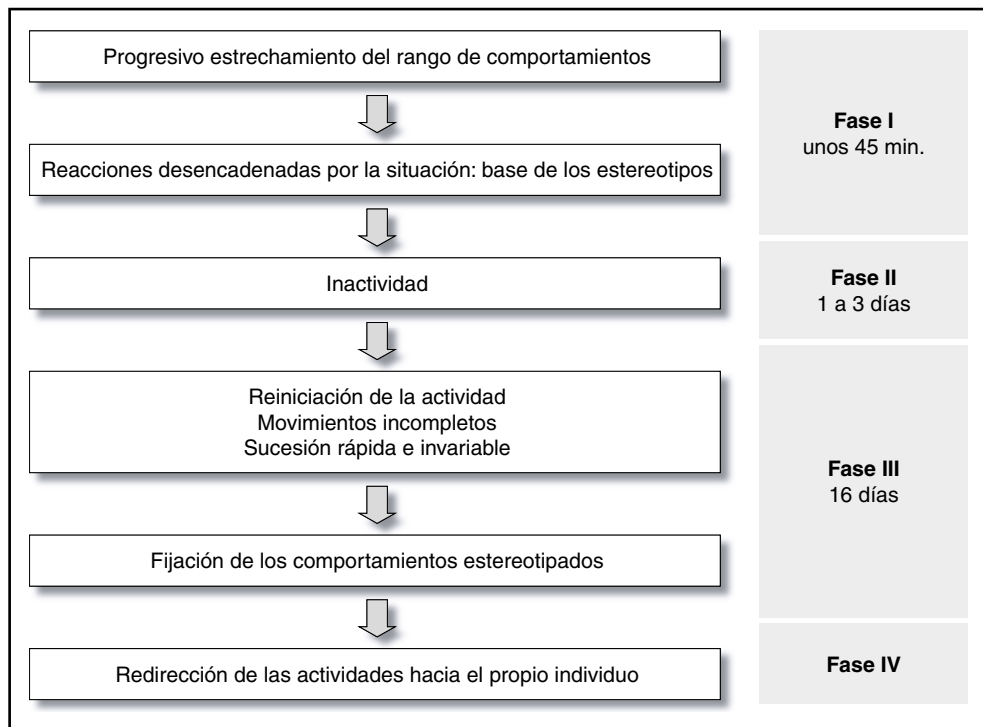 Progresivo estrechamiento del rango de comportamientos
Reacciones desencadenadas por la situación: base de los estereotipos
Fase I
unos 45 min.
Inactividad
Fase II
1 a 3 días
Reiniciación de la actividad
Movimientos incompletos
Sucesión rápida e invariable
Fijación de los comportamientos estereotipados
Fase III
16 días
Redirección de las actividades hacia el propio individuo
Fase IV